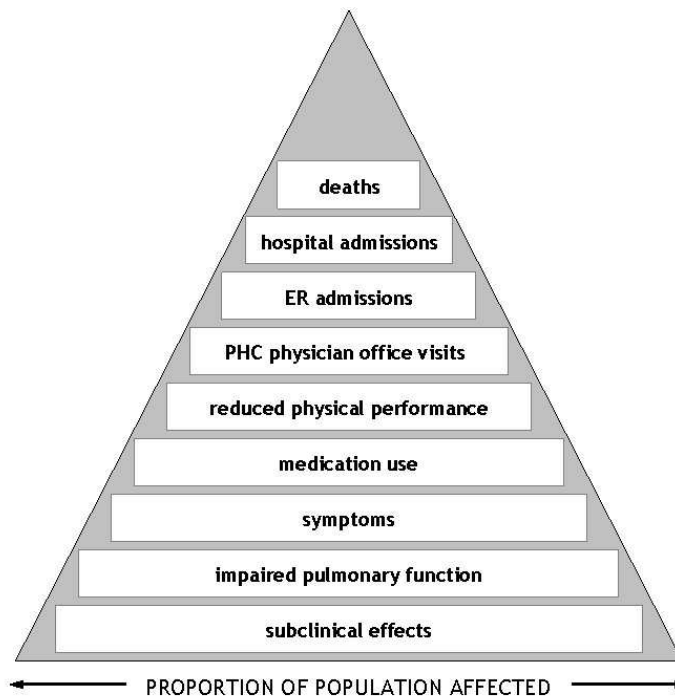 deaths
hospital admissions
ER admissions
PHC physician office visits
reduced physical performance
medication use
symptoms
impaired pulmonary function
subclinical effects
PROPORTION OF POPULATION AFFECTED